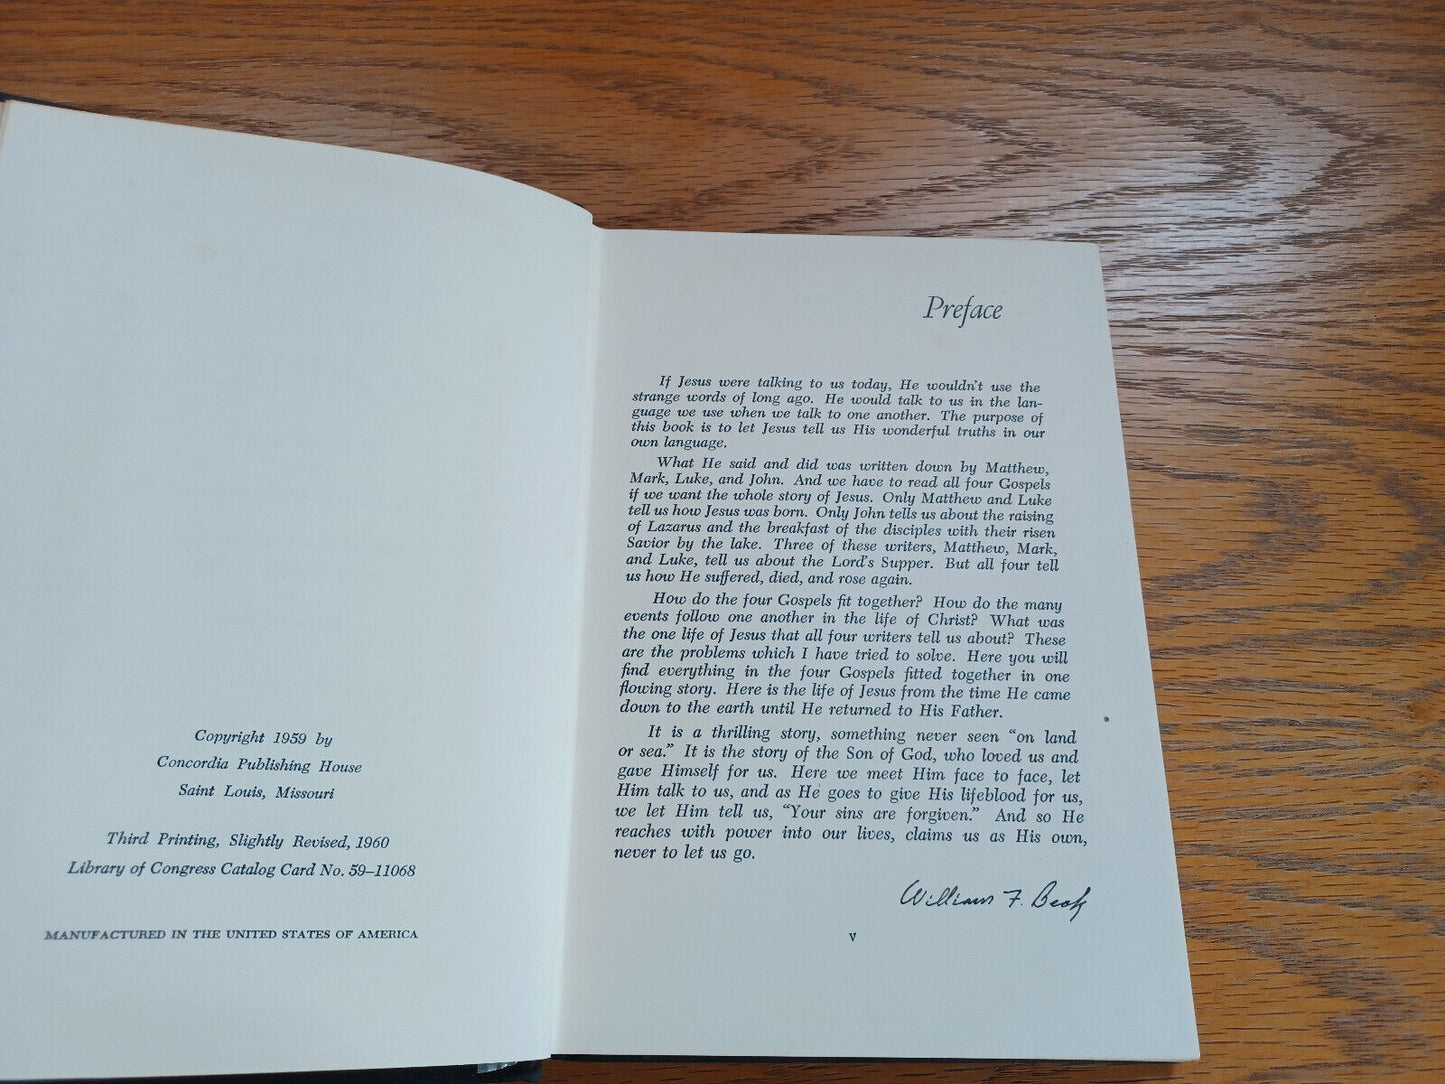 Copyright 1959 by
Concordia Publishing House
Saint Louis, Missouri
Third Printing, Slightly Revised, 1960
Library of Congress Catalog Card No. 59–11068
MANUFACTURED IN THE UNITED STATES OF AMERICA
Preface
If Jesus were talking to us today, He wouldn't use the
strange words of long ago. He would talk to us in the lan-
guage we use when we talk to one another. The purpose of
this book is to let Jesus tell us His wonderful truths in our
own language.
What He said and did was written down by Matthew,
Mark, Luke, and John. And we have to read all four Gospels
if we want the whole story of Jesus. Only Matthew and Luke
tell us how Jesus was born. Only John tells us about the raising
of Lazarus and the breakfast of the disciples with their risen
Savior by the lake. Three of these writers, Matthew, Mark,
and Luke, tell us about the Lord's Supper. But all four tell
us how He suffered, died, and rose again.
How do the four Gospels fit together? How do the many
events follow one another in the life of Christ? What was
the one life of Jesus that all four writers tell us about? These
are the problems which I have tried to solve. Here you will
find everything in the four Gospels fitted together in one
flowing story. Here is the life of Jesus from the time He came
down to the earth until He returned to His Father.
It is a thrilling story, something never seen "on land
or sea." It is the story of the Son of God, who loved us and
gave Himself for us. Here we meet Him face to face, let
Him talk to us, and as He goes to give His lifeblood for us,
we let Him tell us, "Your sins are forgiven." And so He
reaches with power into our lives, claims us as His own,
never to let us go.
William F. Beck
v